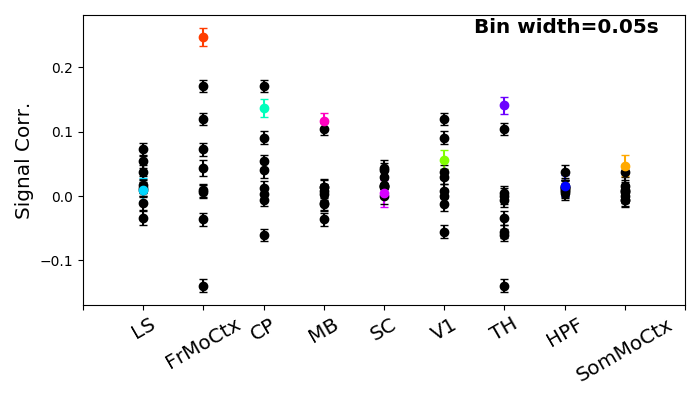 Bin width=0.05s
Signal Corr.
0.2
0.1
0.0
−0.1
LS
FrMoCtx
CP
MB
SC
V1
TH
HPF
SomMoCtx